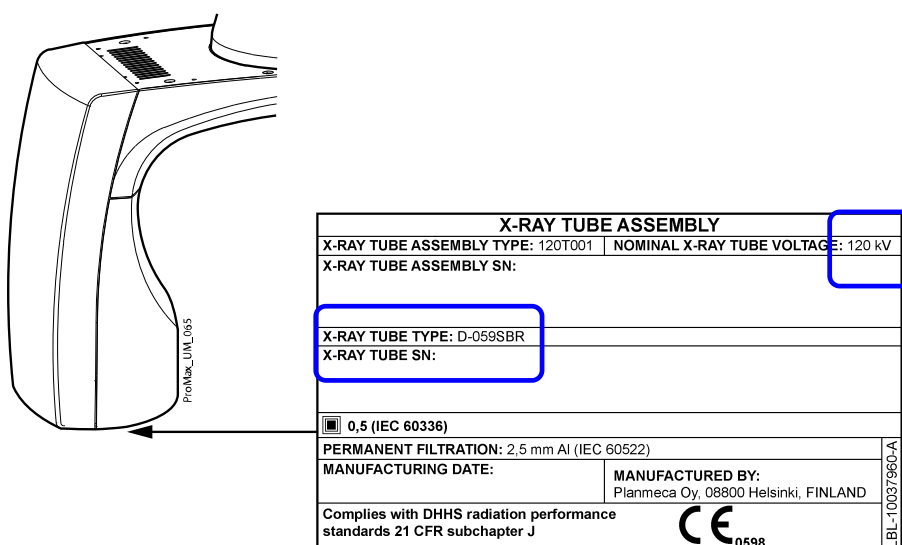 ProMax_UM_065
X-RAY TUBE ASSEMBLY
X-RAY TUBE ASSEMBLY TYPE: 120T001
NOMINAL X-RAY TUBE VOLTAGE: 120 kV
X-RAY TUBE ASSEMBLY SN:
X-RAY TUBE TYPE: D-059SBR
X-RAY TUBE SN:
0,5 (IEC 60336)
PERMANENT FILTRATION: 2,5 mm Al (IEC 60522)
MANUFACTURING DATE:
MANUFACTURED BY:
Planmeca Oy, 08800 Helsinki, FINLAND
Complies with DHHS radiation performance
standards 21 CFR subchapter J
CE 0598
LBL-10037960-A